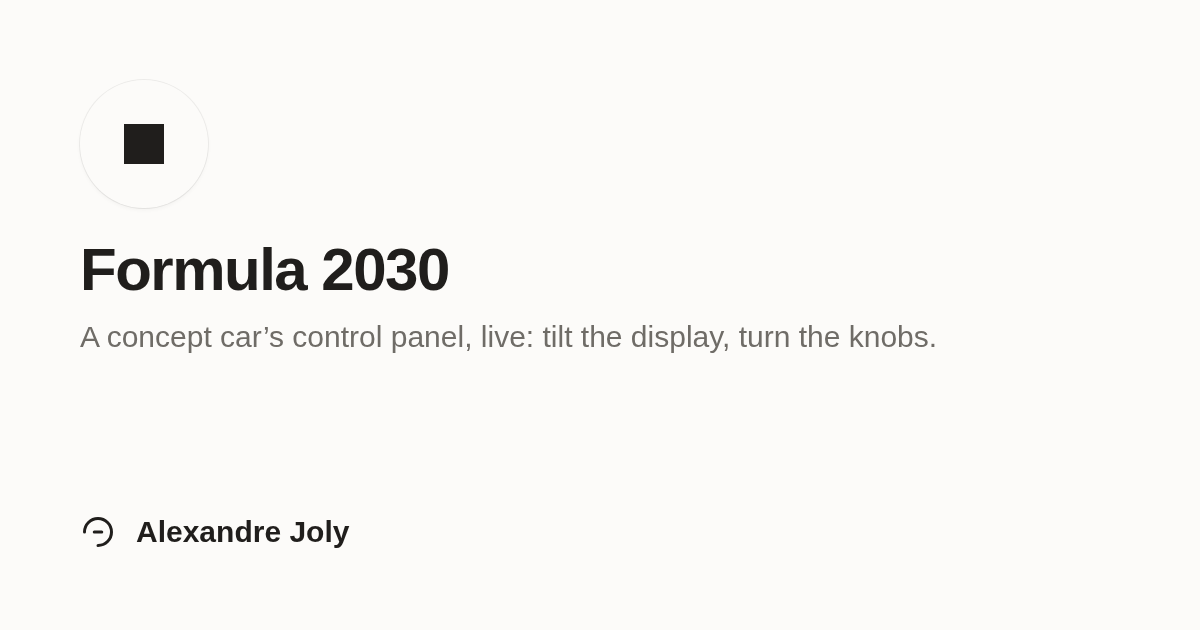 Formula 2030
A concept car’s control panel, live: tilt the display, turn the knobs.
Alexandre Joly